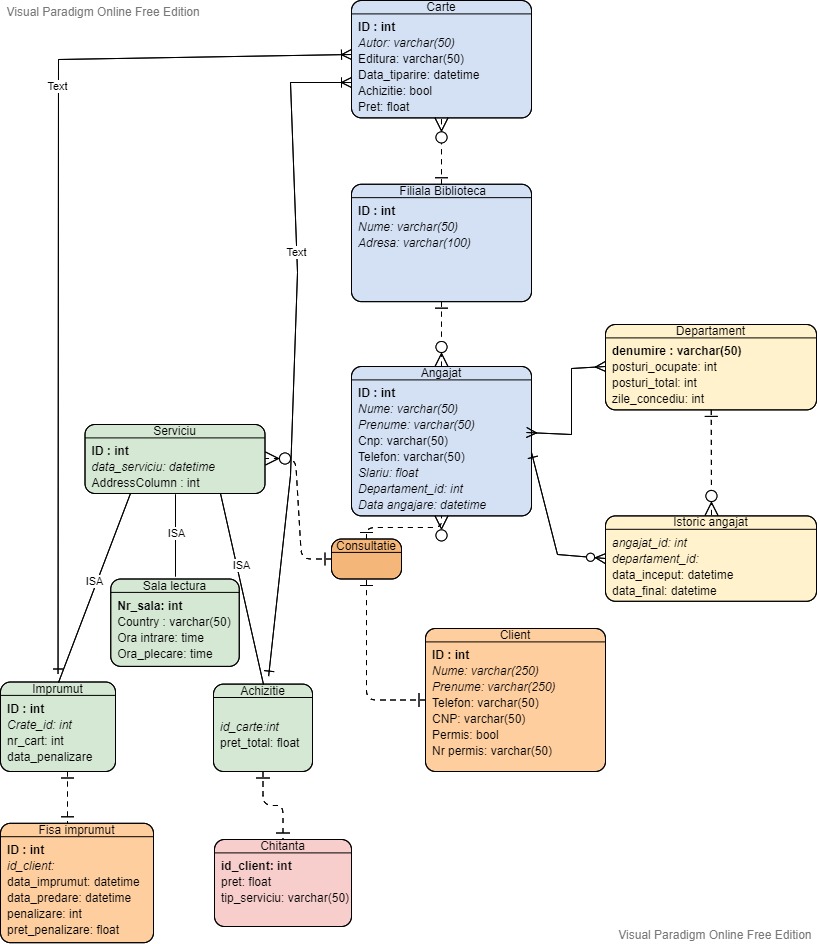 Visual Paradigm Online Free Edition
Carte
ID : int
Autor: varchar(50)
Editura: varchar(50)
Data_tiparire: datetime
Achizitie: bool
Pret: float
Text
Filiala Biblioteca
ID : int
Nume: varchar(50)
Adresa: varchar(100)
Text
Departament
denumire : varchar(50)
posturi_ocupate: int
posturi_total: int
zile_concediu: int
Angajat
ID : int
Nume: varchar(50)
Prenume: varchar(50)
Cnp: varchar(50)
Telefon: varchar(50)
Slariu: float
Departament_id: int
Data angajare: datetime
Serviciu
ID : int
data_serviciu: datetime
AddressColumn : int
Istoric angajat
angajat_id: int
departament_id:
data_inceput: datetime
data_final: datetime
Consultatie
ISA
ISA
ISA
Sala lectura
Nr_sala: int
Country : varchar(50)
Ora intrare: time
Ora_plecare: time
Client
ID : int
Nume: varchar(250)
Prenume: varchar(250)
Telefon: varchar(50)
CNP: varchar(50)
Permis: bool
Nr permis: varchar(50)
Imprumut
ID : int
Crate_id: int
nr_cart: int
data_penalizare
Achizitie
id_carte:int
pret_total: float
Fisa imprumut
ID : int
id_client:
data_imprumut: datetime
data_predare: datetime
penalizare: int
pret_penalizare: float
Chitanta
id_client: int
pret: float
tip_serviciu: varchar(50)
Visual Paradigm Online Free Edition